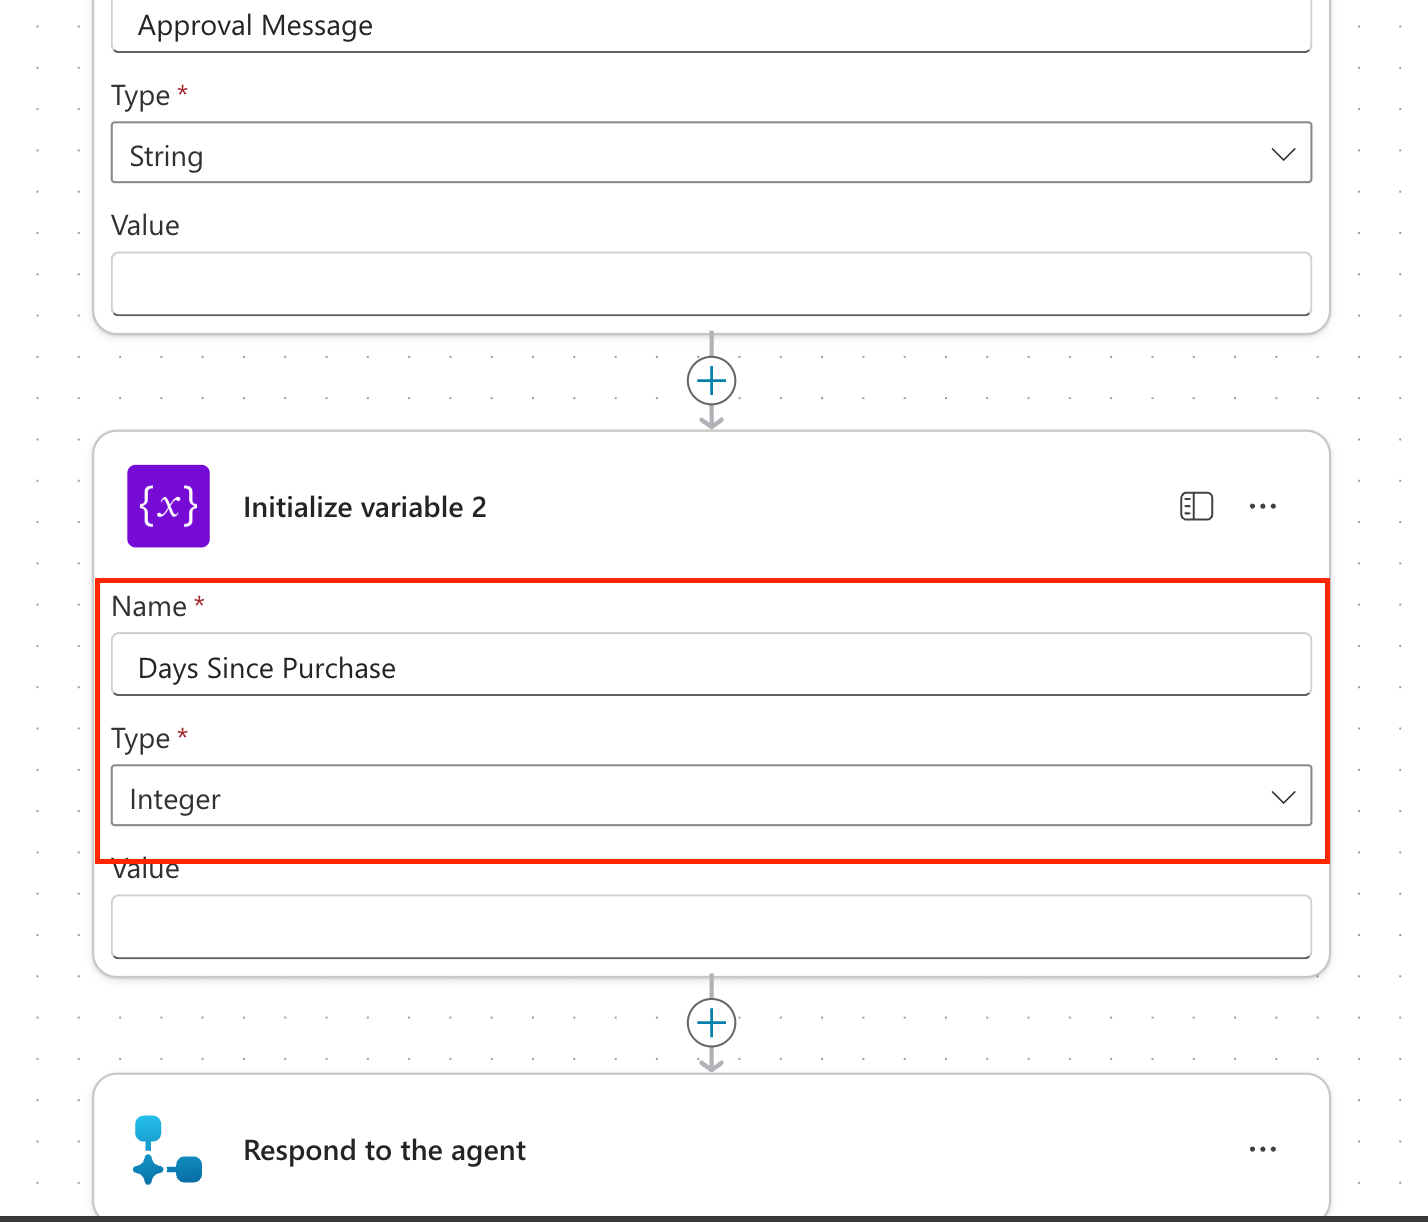 Approval Message
Type *
String
Value
{x}
Initialize variable 2
Name *
Days Since Purchase
Type *
Integer
Value
Respond to the agent